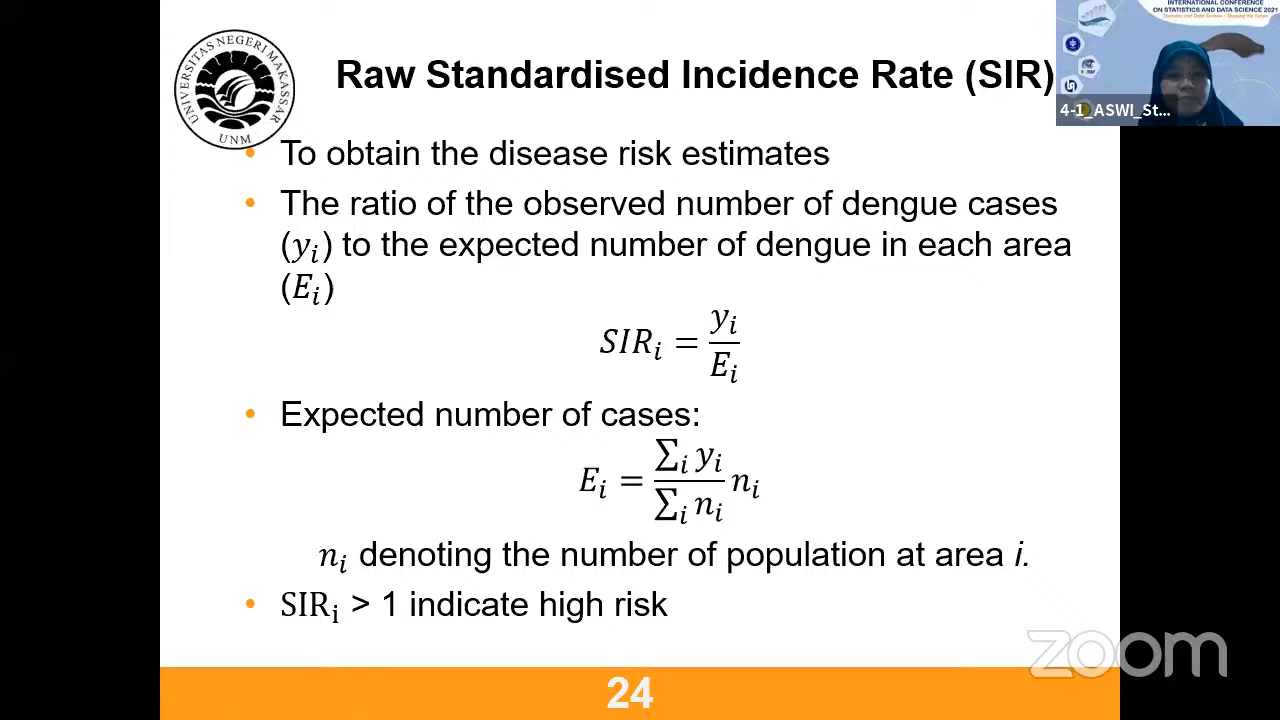 INTERNATIONAL CONFERENCE
ON STATISTICS AND DATA SCIENCE 2021
UNIVERSITAS NEGERI MAKASSAR
UNM
Raw Standardised Incidence Rate (SIR)
4-1_ASWI_St...
• To obtain the disease risk estimates
• The ratio of the observed number of dengue cases
(yᵢ) to the expected number of dengue in each area
(Eᵢ)
SIRᵢ = yᵢ / Eᵢ
• Expected number of cases:
Eᵢ = ∑ᵢ yᵢ / ∑ᵢ nᵢ nᵢ
nᵢ denoting the number of population at area i.
• SIRᵢ > 1 indicate high risk
zoom
24